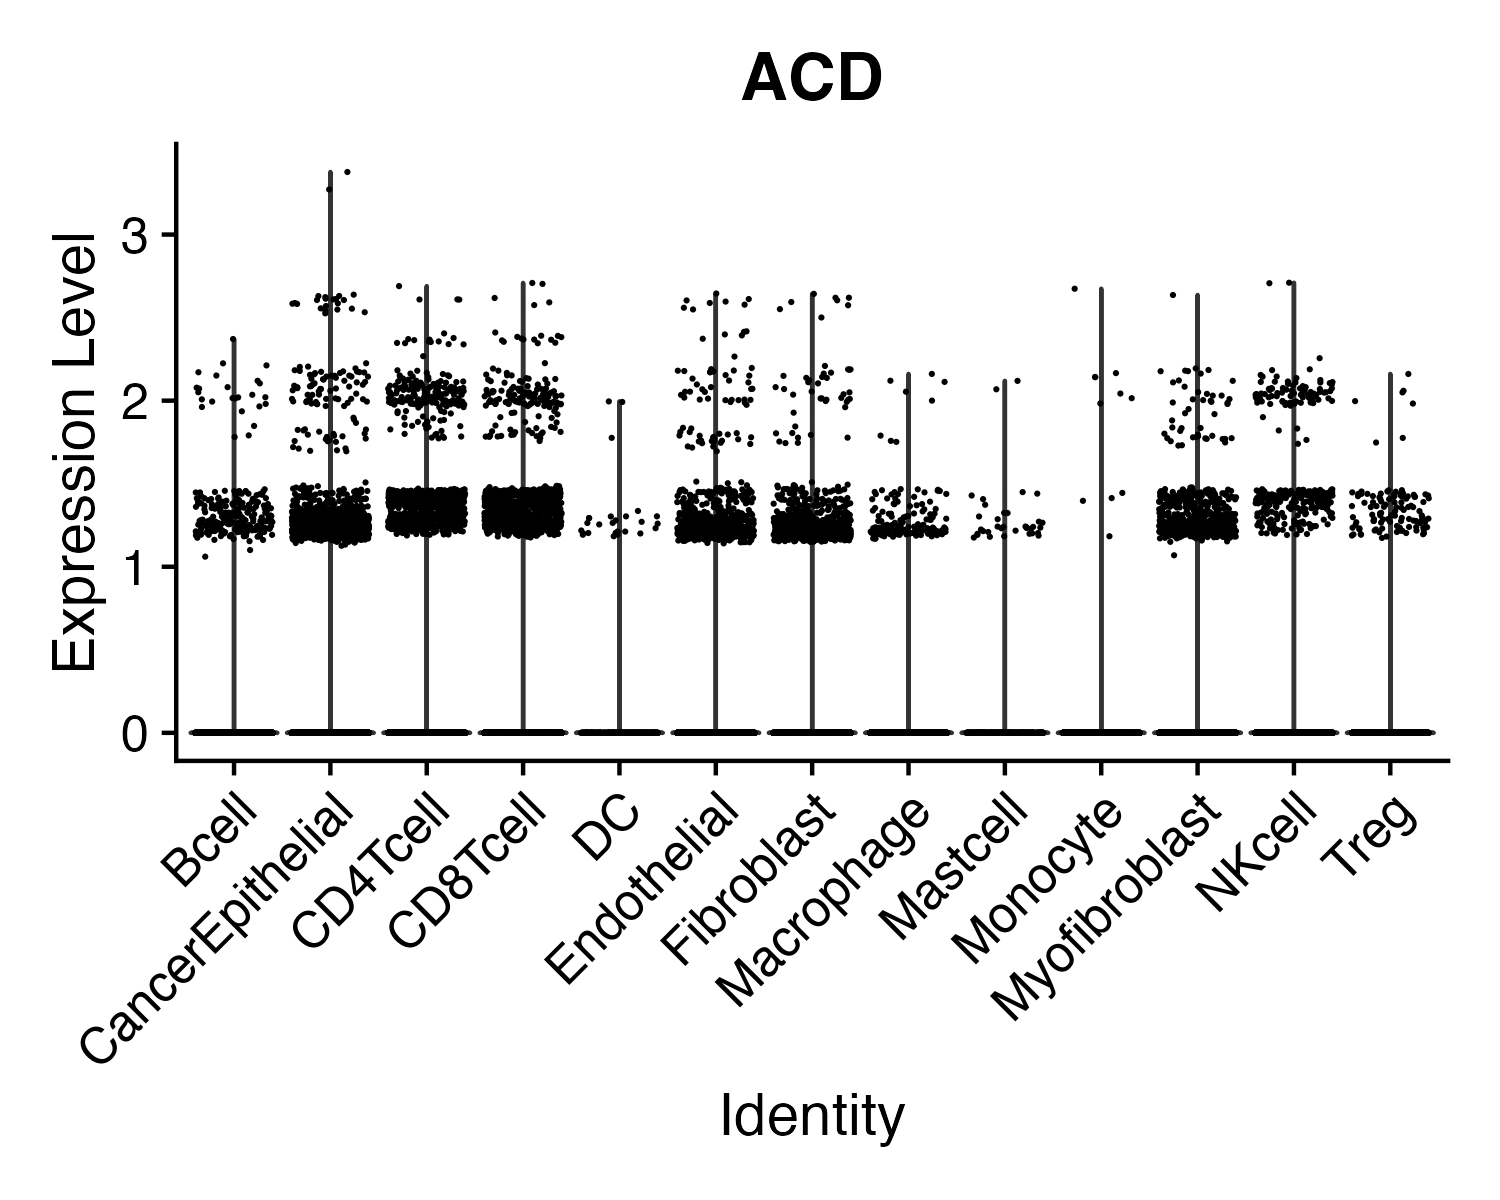 ACD
Expression Level
3
2
1
0
Bcell
CancerEpithelial
CD4Tcell
CD8Tcell
DC
Endothelial
Fibroblast
Macrophage
Mastcell
Monocyte
Myofibroblast
NKcell
Treg
Identity